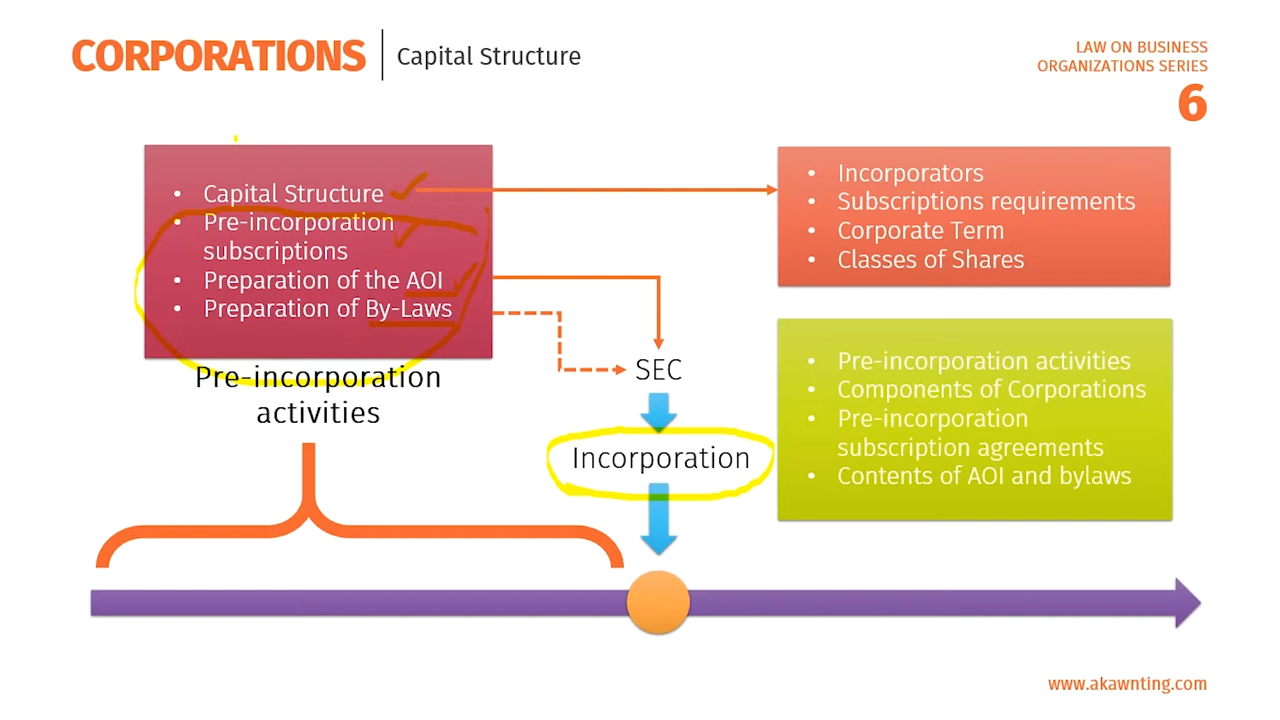 CORPORATIONS
Capital Structure
LAW ON BUSINESS
ORGANIZATIONS SERIES
6
• Capital Structure
• Pre-incorporation
subscriptions
• Preparation of the AOI
• Preparation of By-Laws
Pre-incorporation
activities
• Incorporators
• Subscriptions requirements
• Corporate Term
• Classes of Shares
SEC
Incorporation
• Pre-incorporation activities
• Components of Corporations
• Pre-incorporation
subscription agreements
• Contents of AOI and bylaws
www.akawnting.com